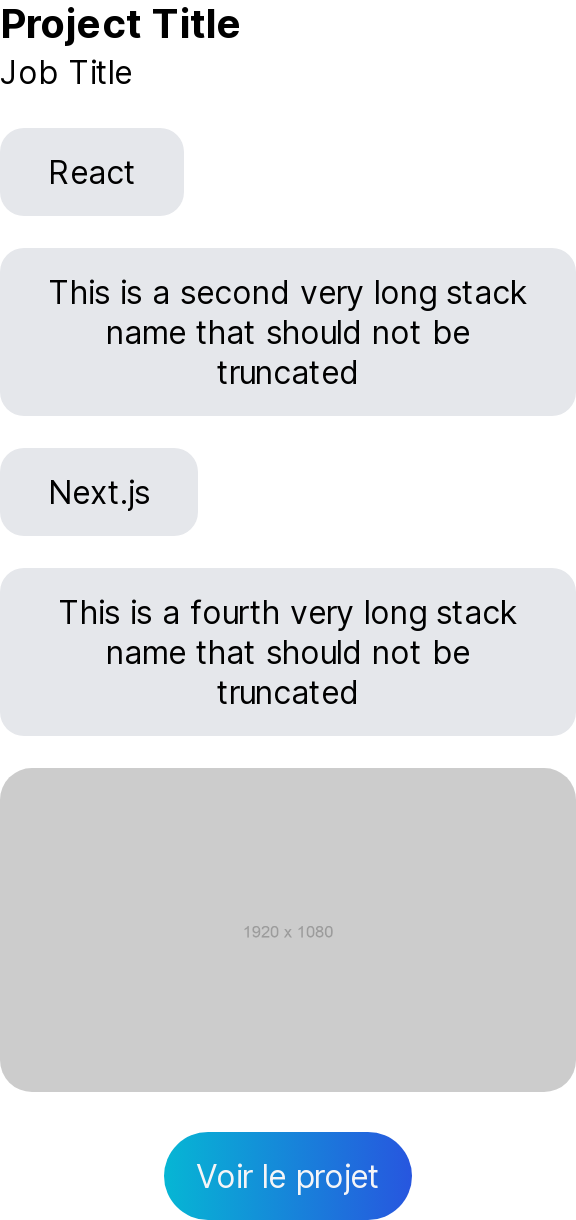 Project Title
Job Title
React
This is a second very long stack
name that should not be
truncated
Next.js
This is a fourth very long stack
name that should not be
truncated
1920 x 1080
Voir le projet